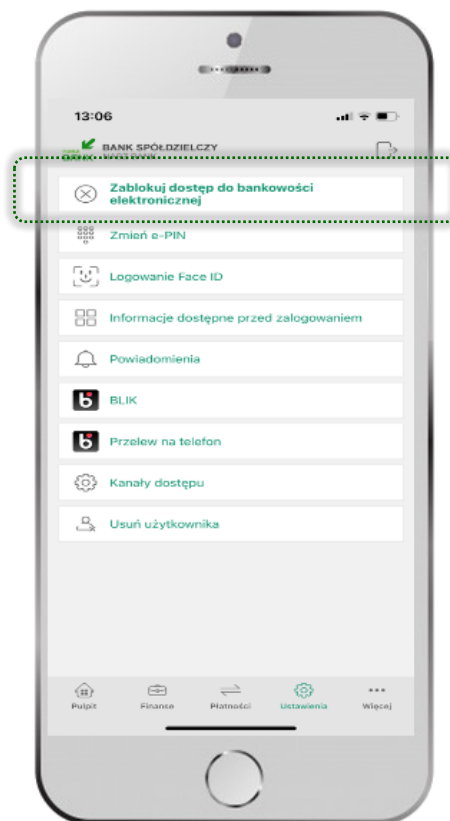 13:06
BANK SPÓŁDZIELCZY
Zablokuj dostęp do bankowości
elektronicznej
Zmień e-PIN
Logowanie Face ID
Informacje dostępne przed zalogowaniem
Powiadomienia
BLIK
Przelew na telefon
Kanały dostępu
Usuń użytkownika
Pulpit
Finanse
Płatności
Ustawienia
Więcej